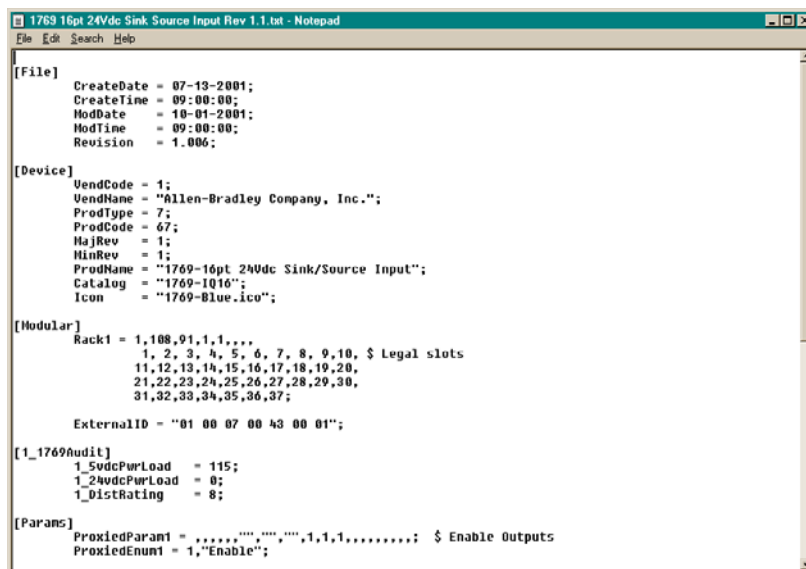 1769 16pt 24Vdc Sink Source Input Rev 1.1.txt - Notepad
File Edit Search Help
[File]
CreateDate = 07-13-2001;
CreateTime = 09:00:00;
ModDate = 10-01-2001;
ModTime = 09:00:00;
Revision = 1.006;
[Device]
VendCode = 1;
VendName = "Allen-Bradley Company, Inc.";
ProdType = 7;
ProdCode = 67;
MajRev = 1;
MinRev = 1;
ProdName = "1769-16pt 24Vdc Sink/Source Input";
Catalog = "1769-IQ16";
Icon = "1769-Blue.ico";
[Modular]
Rack1 = 1,108,91,1,1,,,,
1, 2, 3, 4, 5, 6, 7, 8, 9,10, $ Legal slots
11,12,13,14,15,16,17,18,19,20,
21,22,23,24,25,26,27,28,29,30,
31,32,33,34,35,36,37;
ExternalID = "01 00 07 00 43 00 01";
[1_1769Audit]
1_5vdcPwrLoad = 115;
1_24vdcPwrLoad = 0;
1_DistRating = 8;
[Params]
ProxiedParam1 = ,,,,,,"","","",1,1,1,,,,,,,,,; $ Enable Outputs
ProxiedEnum1 = 1,"Enable";